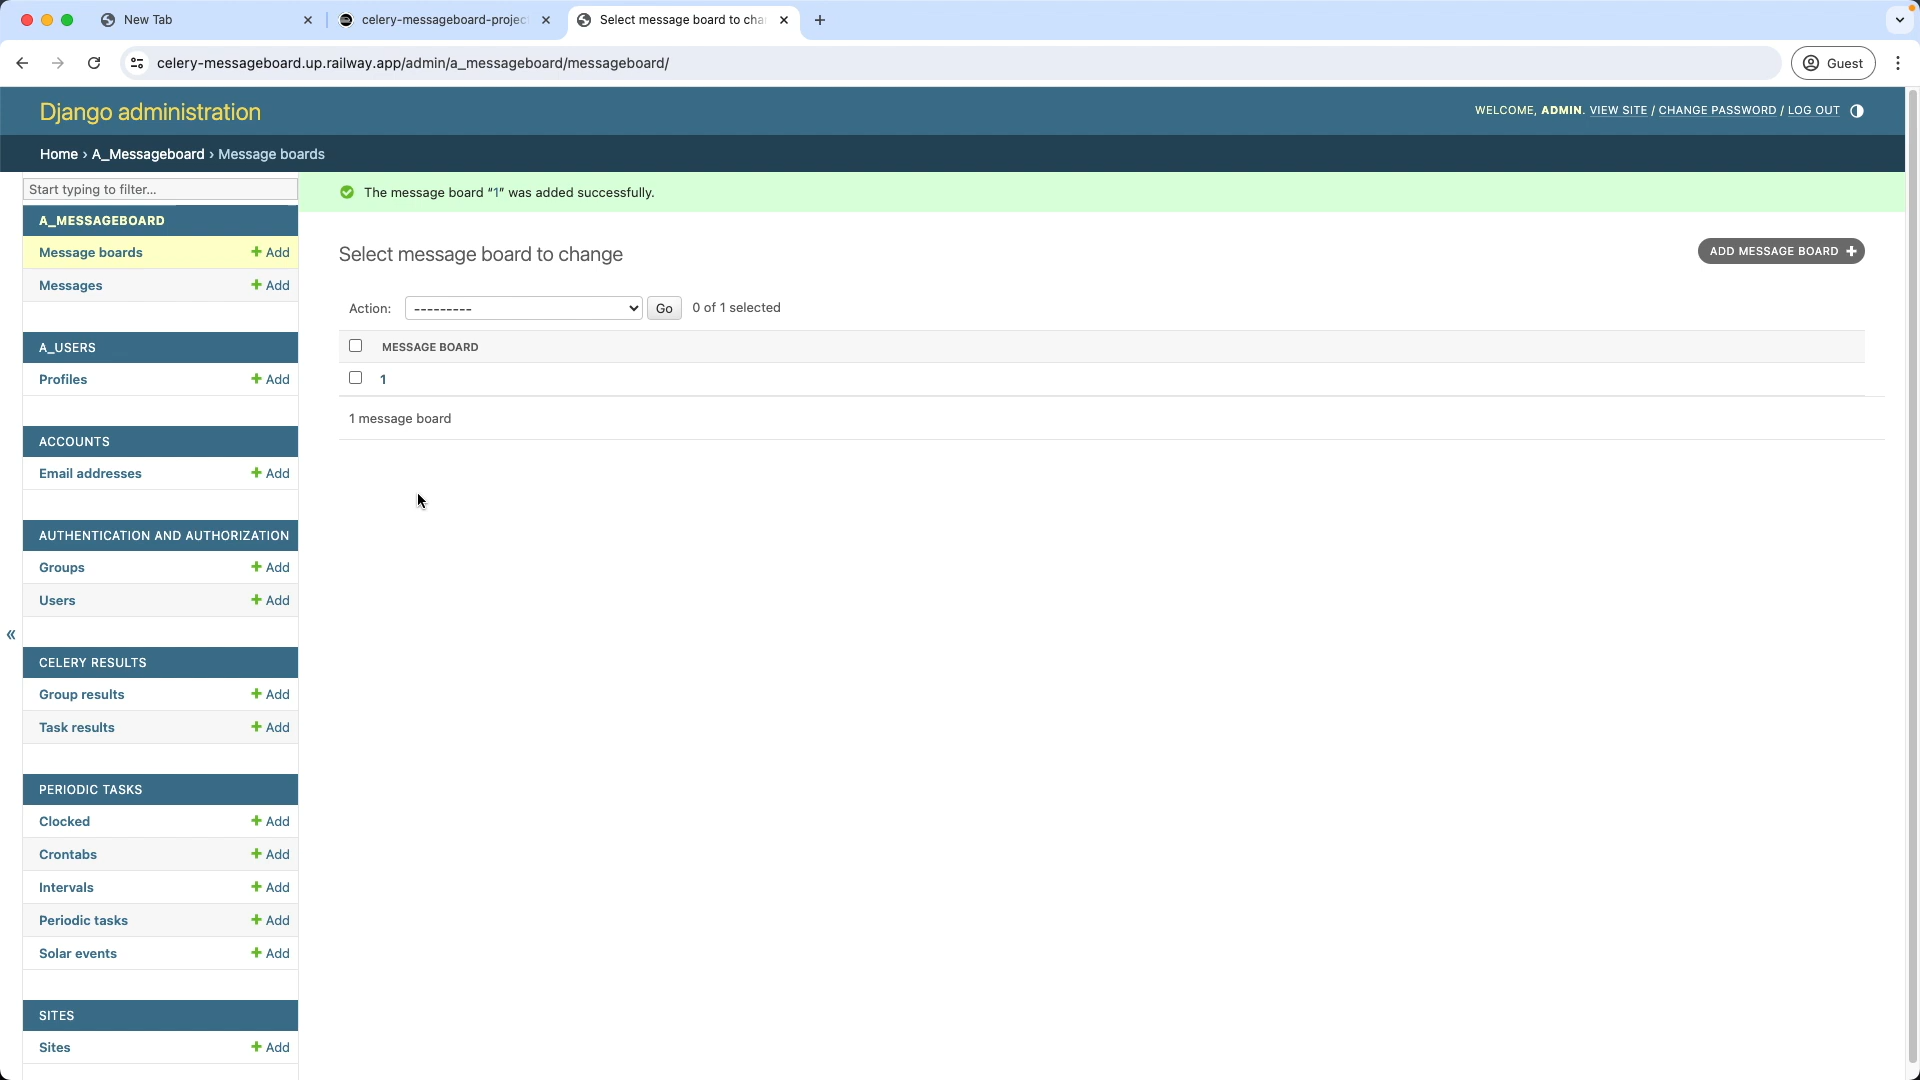 New Tab
celery-messageboard-projec
Select message board to cha
celery-messageboard.up.railway.app/admin/a_messageboard/messageboard/
Guest
Django administration
WELCOME, ADMIN. VIEW SITE / CHANGE PASSWORD / LOG OUT
Home › A_Messageboard › Message boards
Start typing to filter...
The message board “1” was added successfully.
A_MESSAGEBOARD
Message boards + Add
Messages + Add
A_USERS
Profiles + Add
ACCOUNTS
Email addresses + Add
AUTHENTICATION AND AUTHORIZATION
Groups + Add
Users + Add
«
CELERY RESULTS
Group results + Add
Task results + Add
PERIODIC TASKS
Clocked + Add
Crontabs + Add
Intervals + Add
Periodic tasks + Add
Solar events + Add
SITES
Sites + Add
Select message board to change
ADD MESSAGE BOARD +
Action: --------- Go 0 of 1 selected
MESSAGE BOARD
1
1 message board